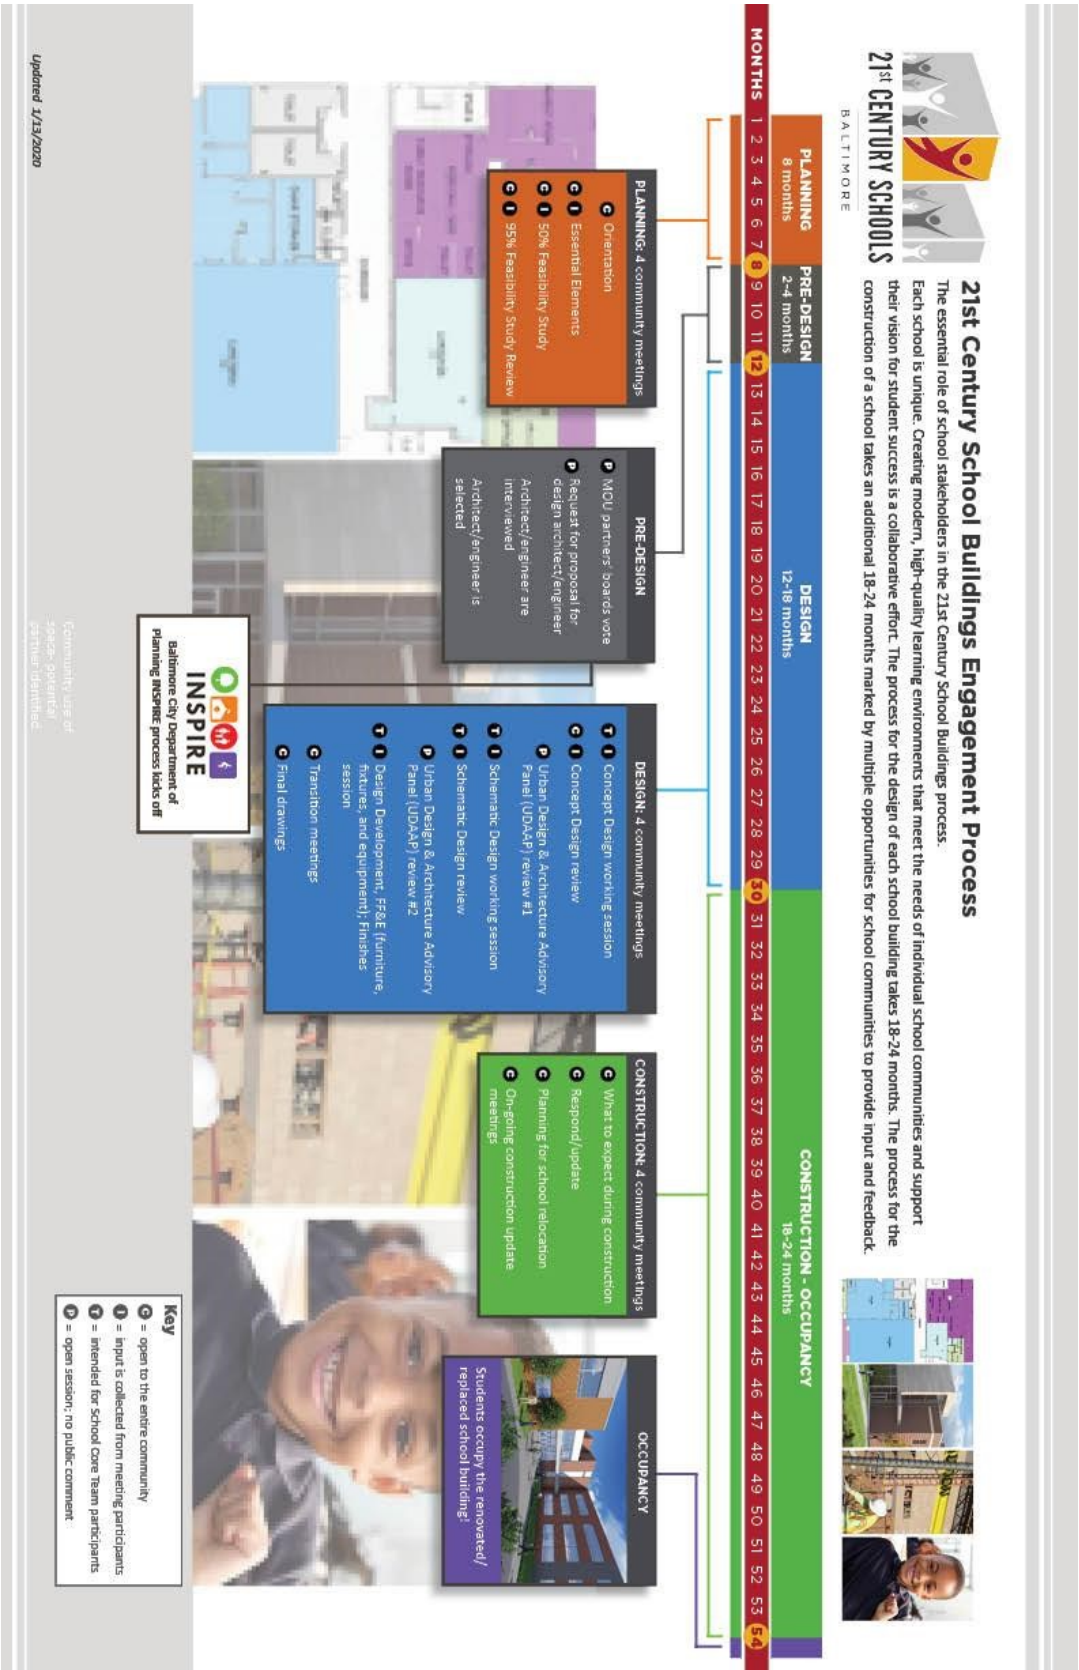 21st CENTURY SCHOOLS
BALTIMORE
21st Century School Buildings Engagement Process
The essential role of school stakeholders in the 21st Century School Buildings process.
Each school is unique. Creating modern, high-quality learning environments that meet the needs of individual school communities and support
their vision for student success is a collaborative effort. The process for the design of each school building takes 18-24 months. The process for the
construction of a school takes an additional 18-24 months marked by multiple opportunities for school communities to provide input and feedback.
PLANNING
8 months
PRE-DESIGN
2-4 months
DESIGN
12-18 months
CONSTRUCTION - OCCUPANCY
18-24 months
MONTHS 1 2 3 4 5 6 7 8 9 10 11 12 13 14 15 16 17 18 19 20 21 22 23 24 25 26 27 28 29 30 31 32 33 34 35 36 37 38 39 40 41 42 43 44 45 46 47 48 49 50 51 52 53 54
PLANNING: 4 community meetings
C Orientation
C I Essential Elements
C I 50% Feasibility Study
C I 95% Feasibility Study Review
PRE-DESIGN
P MOU partners' boards vote
P Request for proposal for
design architect/engineer
Architect/engineer are
interviewed
Architect/engineer is
selected
INSPIRE
Baltimore City Department of
Planning INSPIRE process kicks off
DESIGN: 4 community meetings
T I Concept Design working session
C I Concept Design review
P Urban Design & Architecture Advisory
Panel (UDAAP) review #1
T I Schematic Design working session
T I Schematic Design review
P Urban Design & Architecture Advisory
Panel (UDAAP) review #2
T I Design Development, FF&E (furniture,
fixtures, and equipment); Finishes
session
C Transition meetings
C Final drawings
CONSTRUCTION: 4 community meetings
C What to expect during construction
C Respond/update
C Planning for school relocation
C On-going construction update
meetings
OCCUPANCY
Students occupy the renovated/
replaced school building!
Community use of
space- potential
partner identified.
Key
C = open to the entire community
I = input is collected from meeting participants
T = intended for School Core Team participants
P = open session; no public comment
Updated 1/13/2020